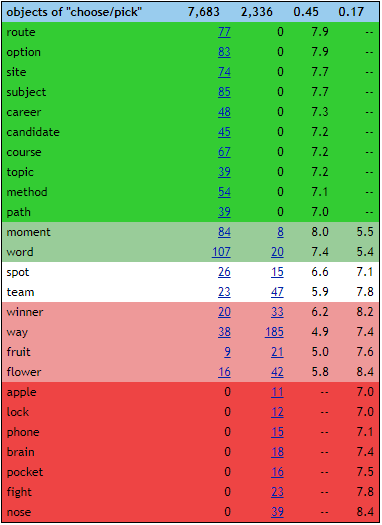 objects of "choose/pick" 7,683 2,336 0.45 0.17
route 77 0 7.9 --
option 83 0 7.9 --
site 74 0 7.7 --
subject 85 0 7.7 --
career 48 0 7.3 --
candidate 45 0 7.2 --
course 67 0 7.2 --
topic 39 0 7.2 --
method 54 0 7.1 --
path 39 0 7.0 --
moment 84 8 8.0 5.5
word 107 20 7.4 5.4
spot 26 15 6.6 7.1
team 23 47 5.9 7.8
winner 20 33 6.2 8.2
way 38 185 4.9 7.4
fruit 9 21 5.0 7.6
flower 16 42 5.8 8.4
apple 0 11 -- 7.0
lock 0 12 -- 7.0
phone 0 15 -- 7.1
brain 0 18 -- 7.4
pocket 0 16 -- 7.5
fight 0 23 -- 7.8
nose 0 39 -- 8.4